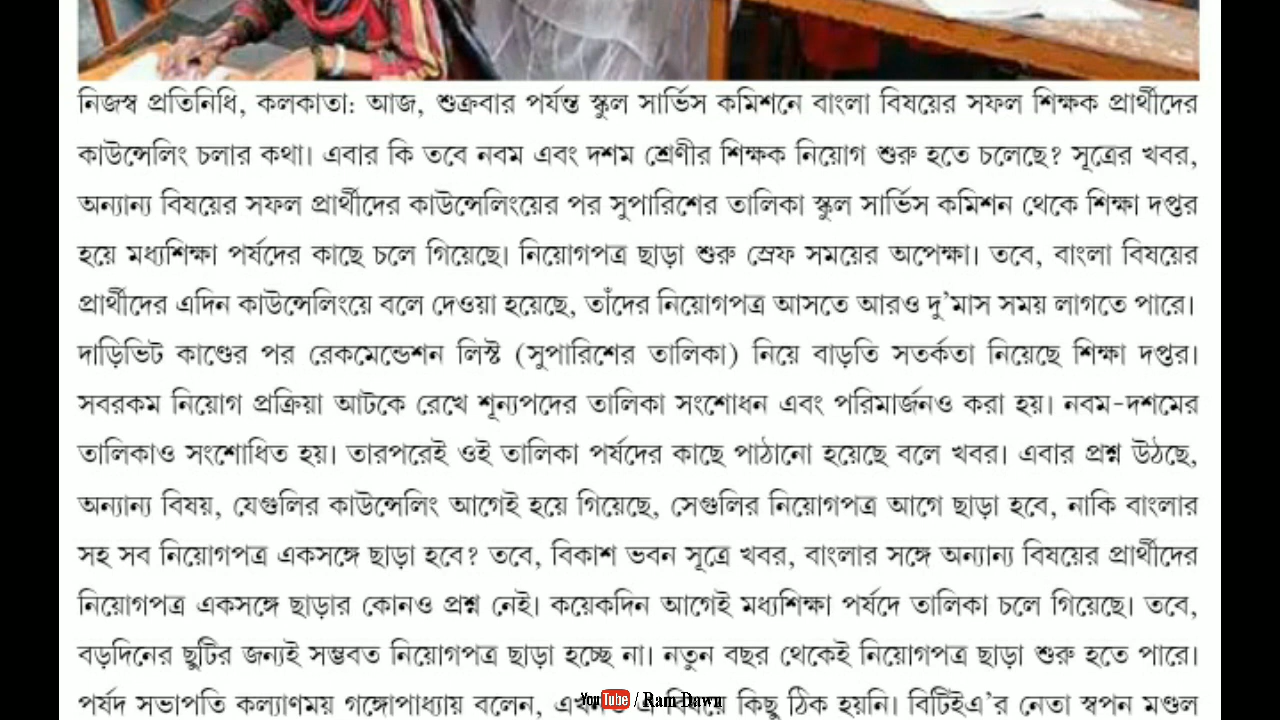 নিজস্ব প্রতিনিধি, কলকাতা: আজ, শুক্রবার পর্যন্ত স্কুল সার্ভিস কমিশনে বাংলা বিষয়ের সফল শিক্ষক প্রার্থীদের
কাউন্সেলিং চলার কথা। এবার কি তবে নবম এবং দশম শ্রেণীর শিক্ষক নিয়োগ শুরু হতে চলেছে? সূত্রের খবর,
অন্যান্য বিষয়ের সফল প্রার্থীদের কাউন্সেলিংয়ের পর সুপারিশের তালিকা স্কুল সার্ভিস কমিশন থেকে শিক্ষা দপ্তর
হয়ে মধ্যশিক্ষা পর্ষদের কাছে চলে গিয়েছে। নিয়োগপত্র ছাড়া শুরু স্রেফ সময়ের অপেক্ষা। তবে, বাংলা বিষয়ের
প্রার্থীদের এদিন কাউন্সেলিংয়ে বলে দেওয়া হয়েছে, তাঁদের নিয়োগপত্র আসতে আরও দু'মাস সময় লাগতে পারে।
দাড়িভিট কাণ্ডের পর রেকমেন্ডেশন লিস্ট (সুপারিশের তালিকা) নিয়ে বাড়তি সতর্কতা নিয়েছে শিক্ষা দপ্তর।
সবরকম নিয়োগ প্রক্রিয়া আটকে রেখে শূন্যপদের তালিকা সংশোধন এবং পরিমার্জনও করা হয়। নবম-দশমের
তালিকাও সংশোধিত হয়। তারপরেই ওই তালিকা পর্ষদের কাছে পাঠানো হয়েছে বলে খবর। এবার প্রশ্ন উঠছে,
অন্যান্য বিষয়, যেগুলির কাউন্সেলিং আগেই হয়ে গিয়েছে, সেগুলির নিয়োগপত্র আগে ছাড়া হবে, নাকি বাংলার
সহ সব নিয়োগপত্র একসঙ্গে ছাড়া হবে? তবে, বিকাশ ভবন সূত্রে খবর, বাংলার সঙ্গে অন্যান্য বিষয়ের প্রার্থীদের
নিয়োগপত্র একসঙ্গে ছাড়ার কোনও প্রশ্ন নেই। কয়েকদিন আগেই মধ্যশিক্ষা পর্ষদে তালিকা চলে গিয়েছে। তবে,
বড়দিনের ছুটির জন্যই সম্ভবত নিয়োগপত্র ছাড়া হচ্ছে না। নতুন বছর থেকেই নিয়োগপত্র ছাড়া শুরু হতে পারে।
পর্ষদ সভাপতি কল্যাণময় গঙ্গোপাধ্যায় বলেন, বিষয়ে কিছু ঠিক হয়নি। বিটিইএ'র নেতা স্বপন মণ্ডল
YouTube / Ram Dawn